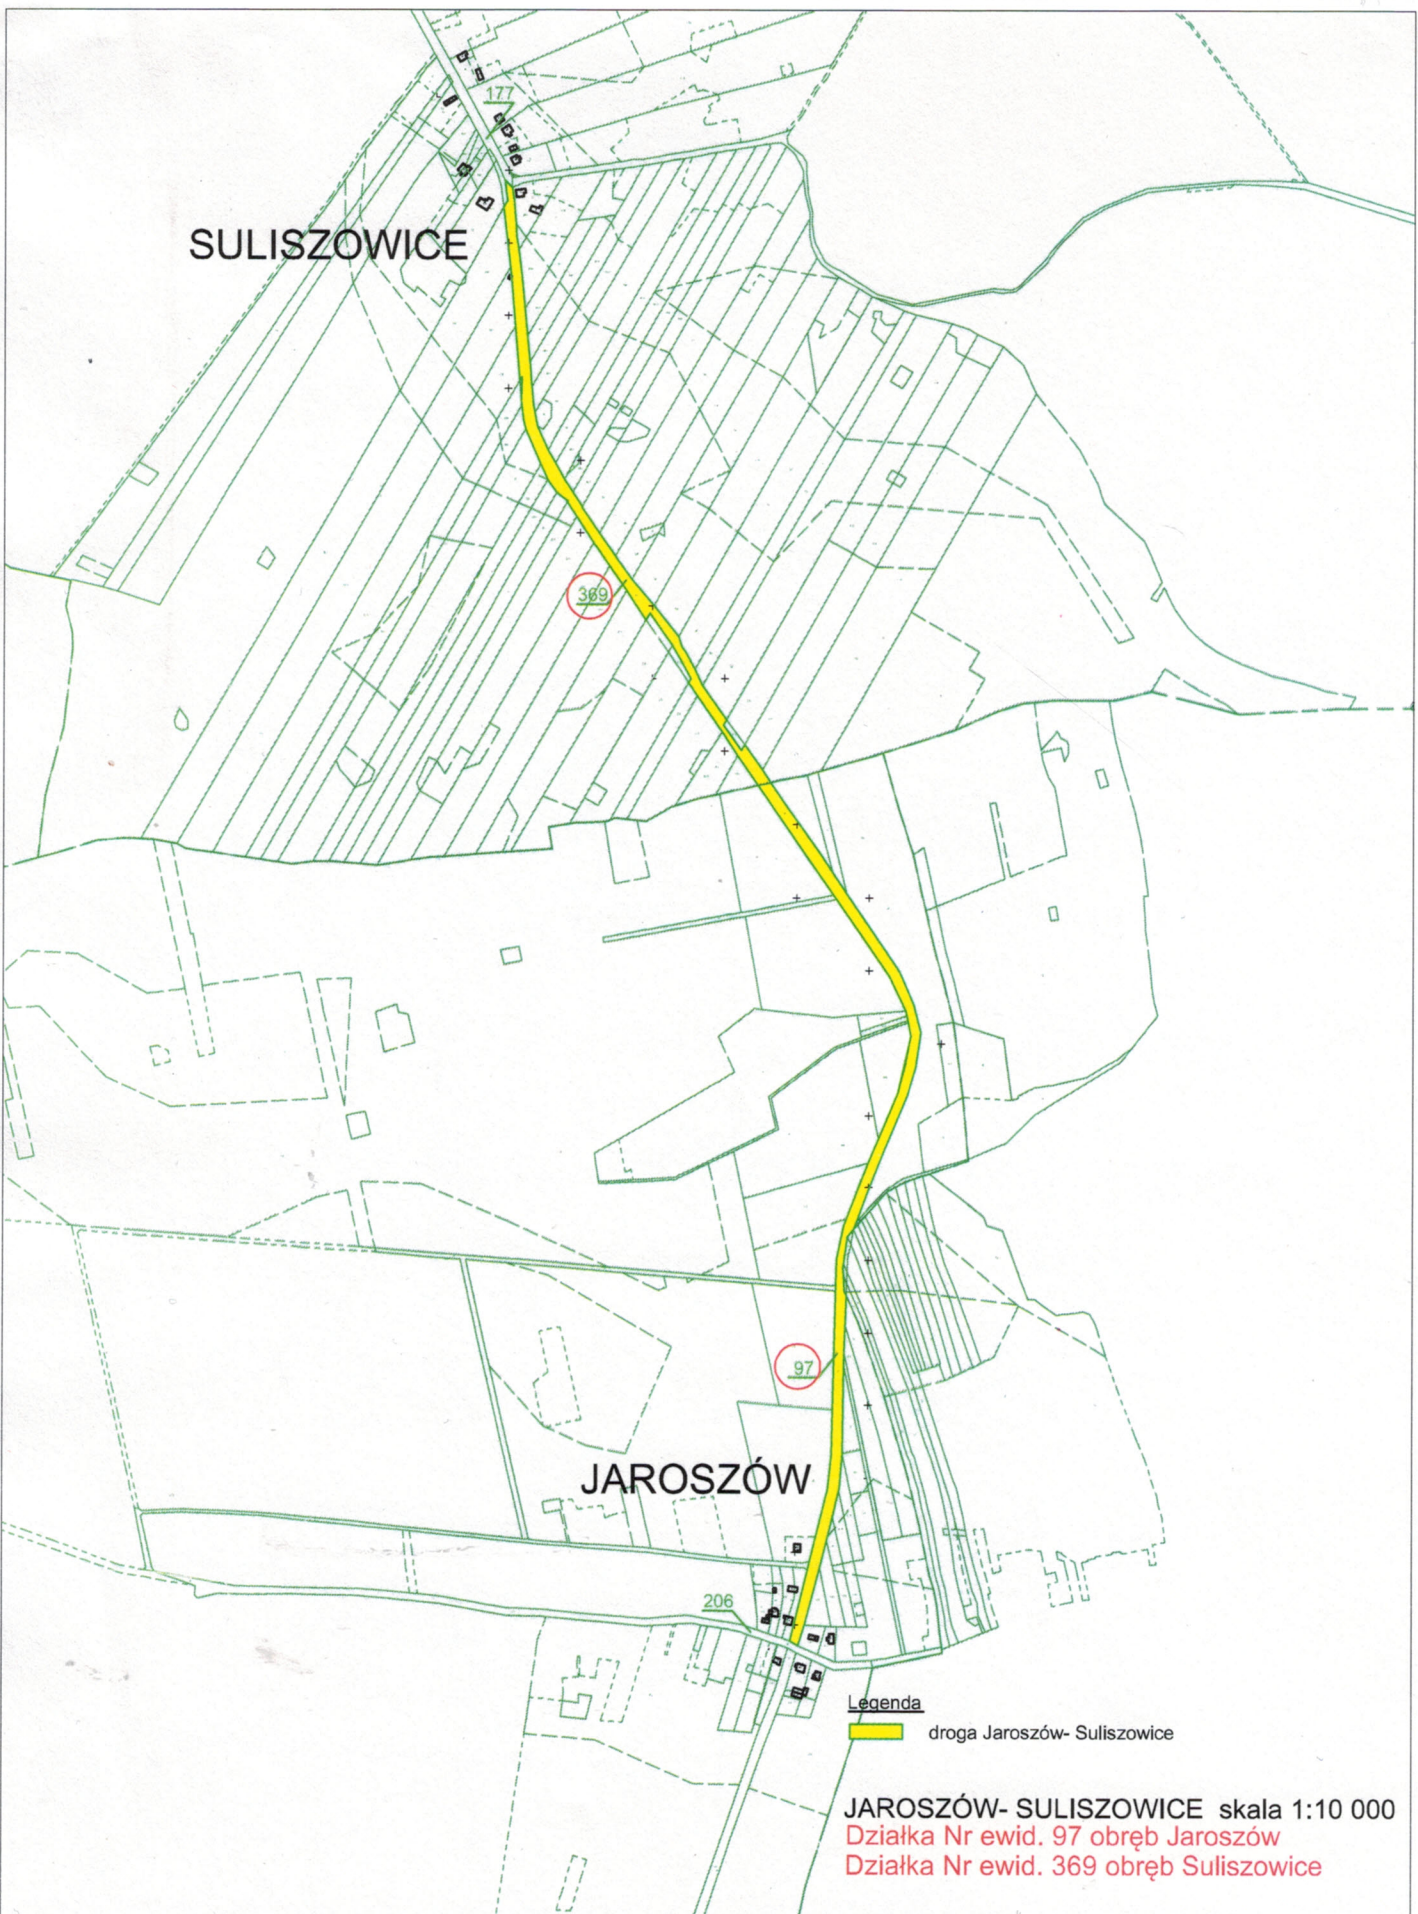 177
SULISZOWICE
369
97
JAROSZÓW
206
Legenda
droga Jaroszów- Suliszowice
JAROSZÓW- SULISZOWICE skala 1:10 000
Działka Nr ewid. 97 obręb Jaroszów
Działka Nr ewid. 369 obręb Suliszowice